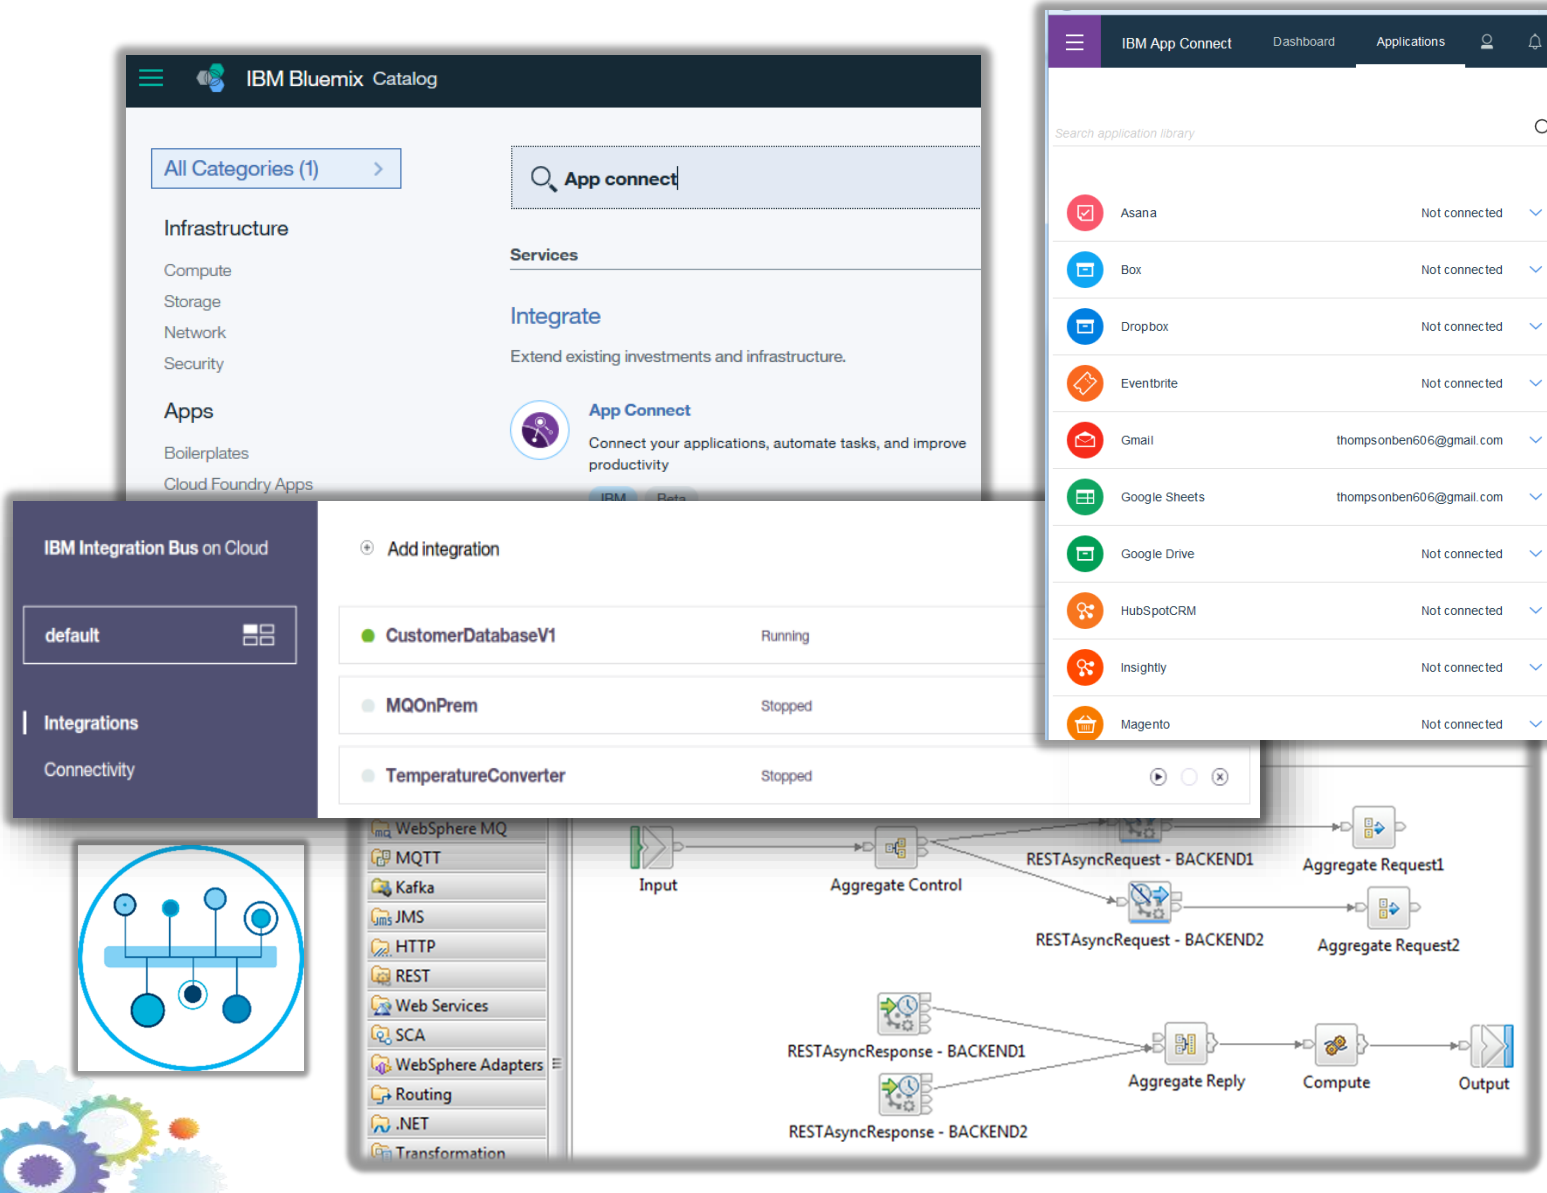 IBM Bluemix Catalog
All Categories (1)
Infrastructure
Compute
Storage
Network
Security
Apps
Boilerplates
Cloud Foundry Apps
App connect
Services
Integrate
Extend existing investments and infrastructure.
App Connect
Connect your applications, automate tasks, and improve
productivity
IBM Beta
IBM App Connect Dashboard Applications
Search application library
Asana Not connected
Box Not connected
Dropbox Not connected
Eventbrite Not connected
Gmail thompsonben606@gmail.com
Google Sheets thompsonben606@gmail.com
Google Drive Not connected
HubSpotCRM Not connected
Insightly Not connected
Magento Not connected
IBM Integration Bus on Cloud
default
Integrations
Connectivity
Add integration
CustomerDatabaseV1 Running
MQOnPrem Stopped
TemperatureConverter Stopped
WebSphere MQ
MQTT
Kafka
JMS
HTTP
REST
Web Services
SCA
WebSphere Adapters
Routing
.NET
Transformation
Input
Aggregate Control
RESTAsyncRequest - BACKEND1
Aggregate Request1
RESTAsyncRequest - BACKEND2
Aggregate Request2
RESTAsyncResponse - BACKEND1
Aggregate Reply
Compute
Output
RESTAsyncResponse - BACKEND2